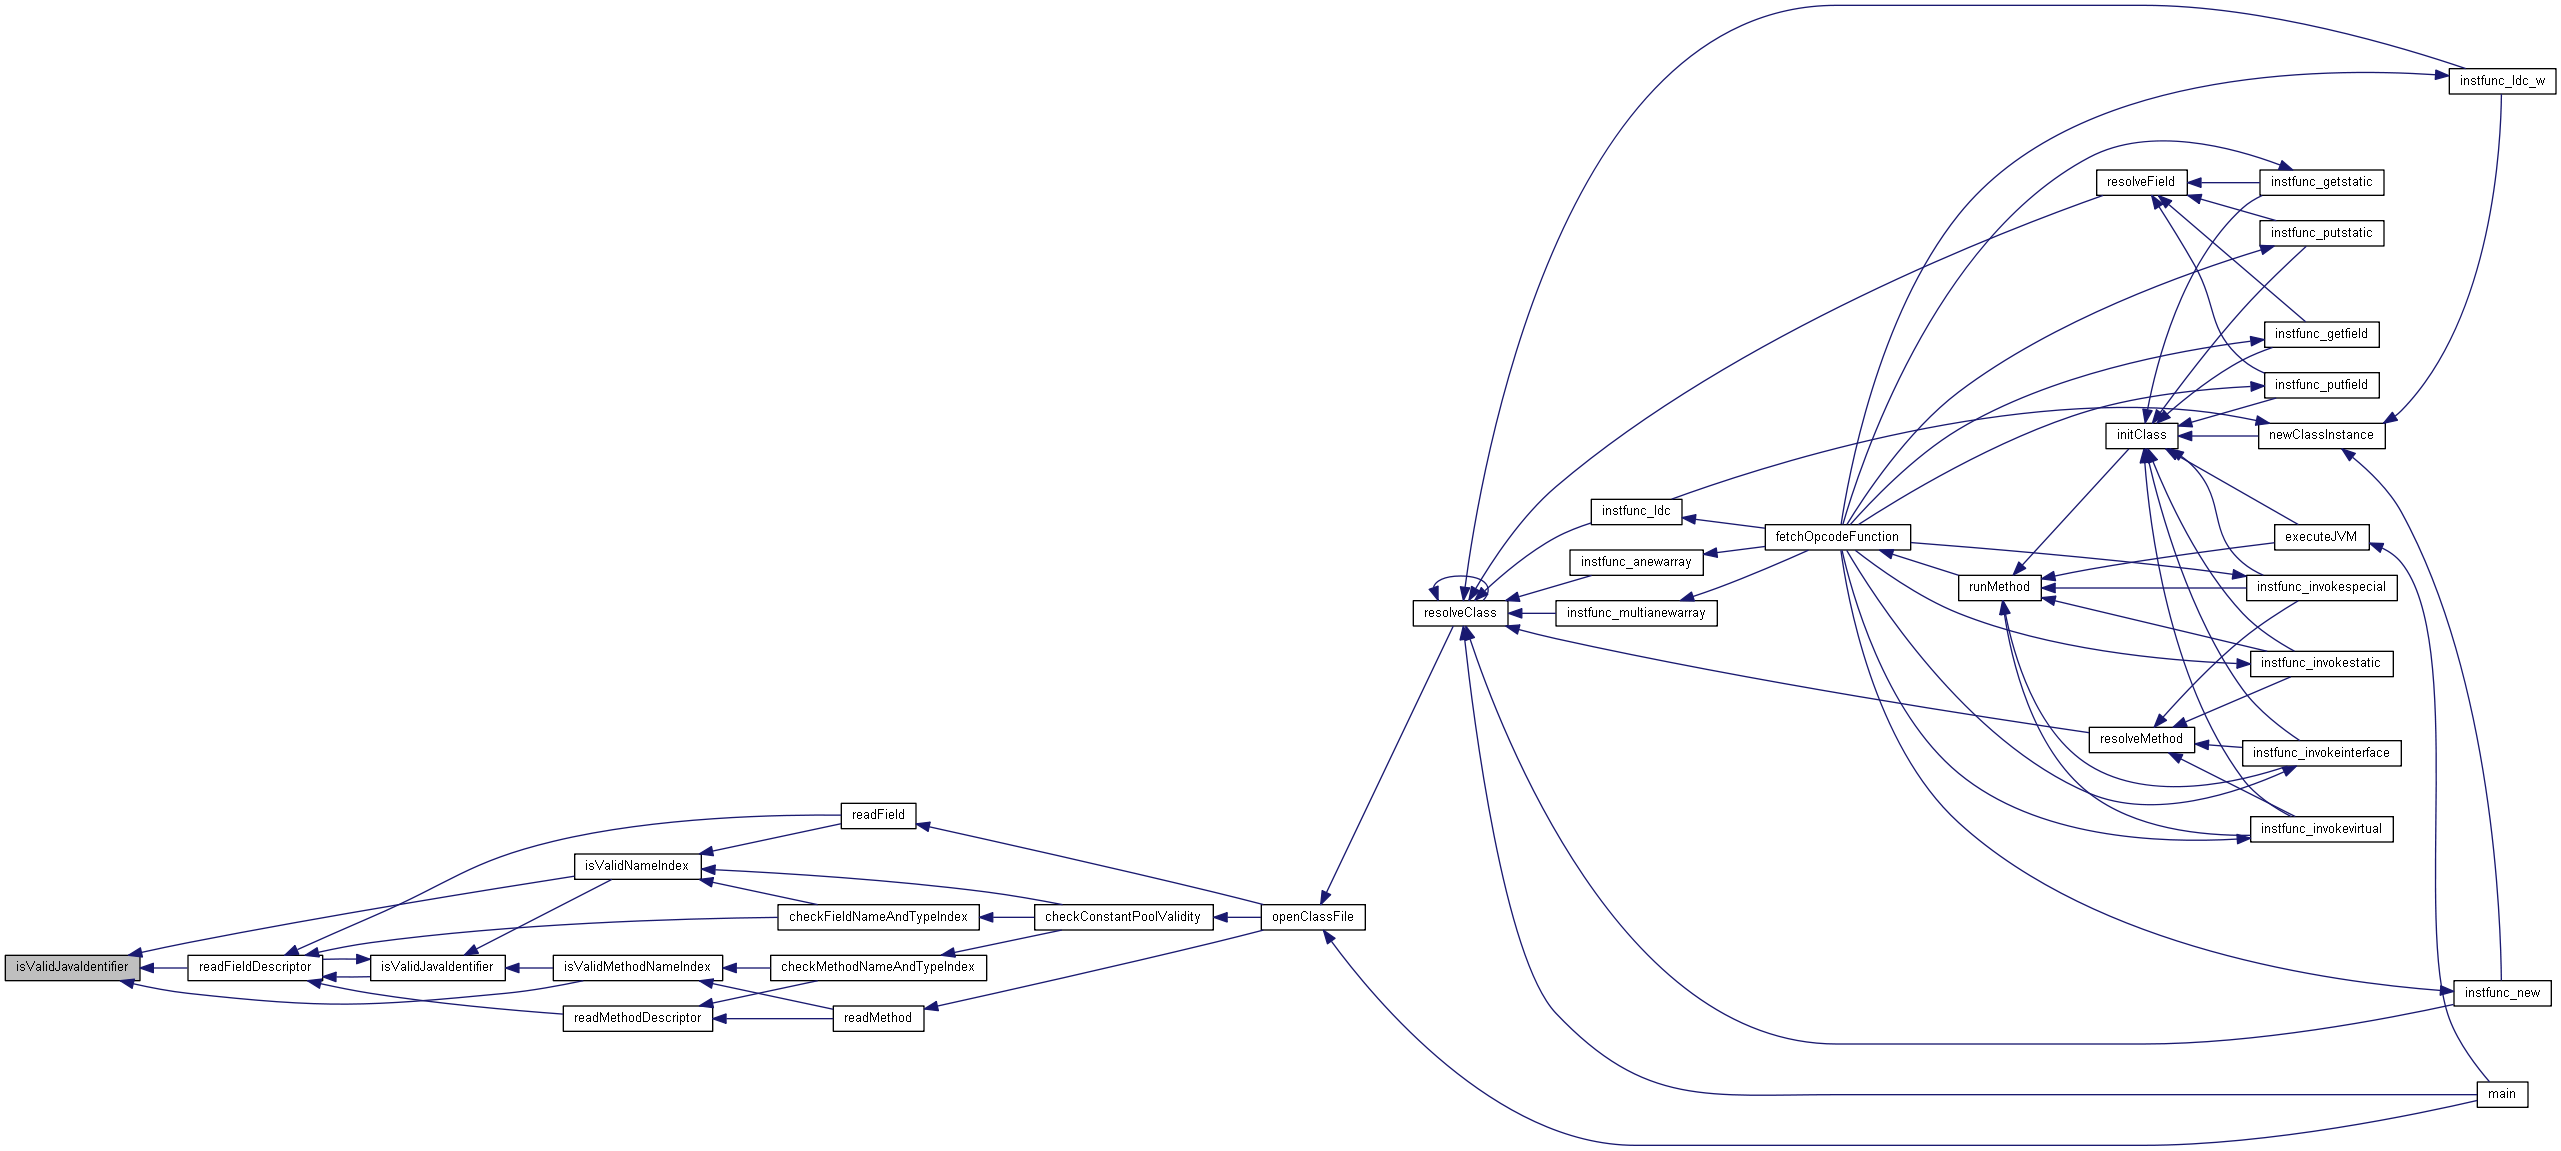 instfunc_ldc_w
resolveField
instfunc_getstatic
instfunc_putstatic
instfunc_getfield
instfunc_putfield
initClass
newClassInstance
instfunc_ldc
fetchOpcodeFunction
executeJVM
instfunc_anewarray
runMethod
instfunc_invokespecial
resolveClass
instfunc_multianewarray
instfunc_invokestatic
resolveMethod
instfunc_invokeinterface
readField
instfunc_invokevirtual
isValidNameIndex
checkFieldNameAndTypeIndex
checkConstantPoolValidity
openClassFile
isValidJavaIdentifier
readFieldDescriptor
isValidJavaIdentifier
isValidMethodNameIndex
checkMethodNameAndTypeIndex
instfunc_new
readMethodDescriptor
readMethod
main